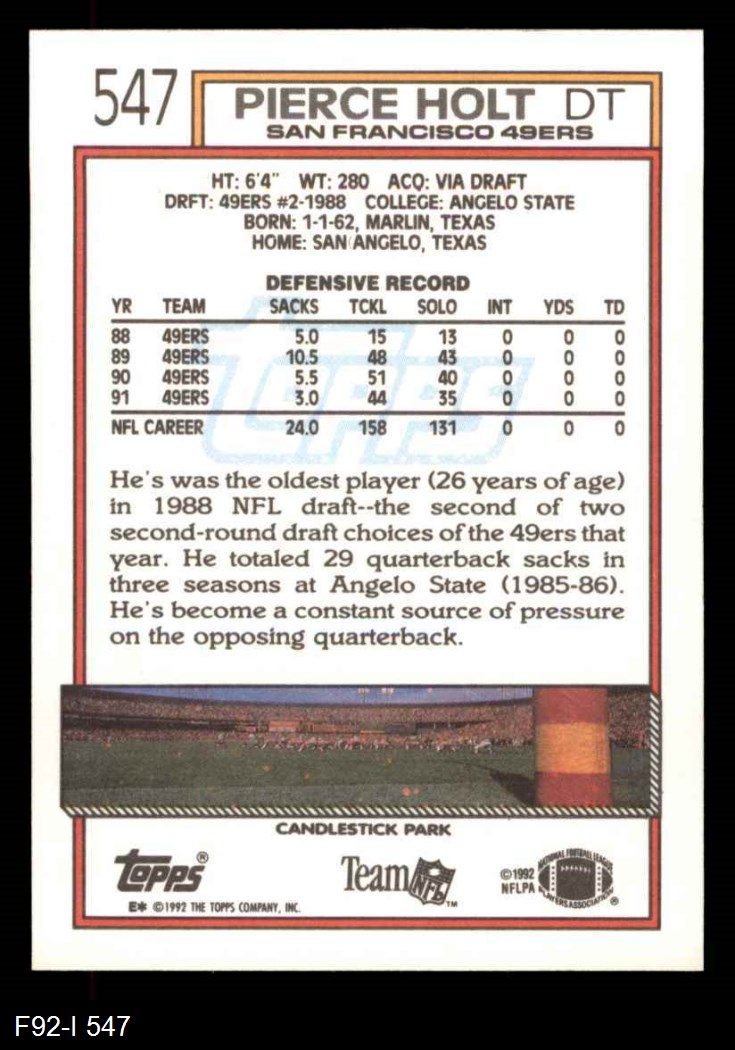 547
PIERCE HOLT DT
SAN FRANCISCO 49ERS
HT: 6'4" WT: 280 ACQ: VIA DRAFT
DRFT: 49ERS #2-1988 COLLEGE: ANGELO STATE
BORN: 1-1-62, MARLIN, TEXAS
HOME: SAN ANGELO, TEXAS
DEFENSIVE RECORD
YR TEAM SACKS TCKL SOLO INT YDS TD
88 49ERS 5.0 15 13 0 0 0
89 49ERS 10.5 48 43 0 0 0
90 49ERS 5.5 51 40 0 0 0
91 49ERS 3.0 44 35 0 0 0
NFL CAREER 24.0 158 131 0 0 0
topps
He's was the oldest player (26 years of age)
in 1988 NFL draft--the second of two
second-round draft choices of the 49ers that
year. He totaled 29 quarterback sacks in
three seasons at Angelo State (1985-86).
He's become a constant source of pressure
on the opposing quarterback.
CANDLESTICK PARK
topps®
Team NFL™
©1992
NFLPA
NATIONAL FOOTBALL LEAGUE
PLAYERS ASSOCIATION®
E* ©1992 THE TOPPS COMPANY, INC.
F92-I 547